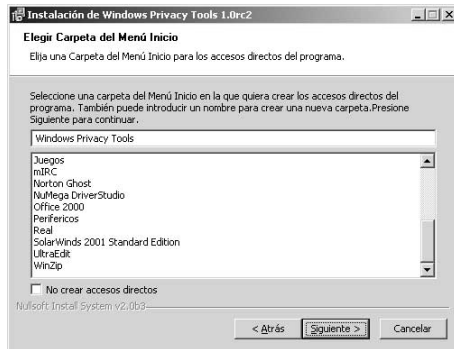 Instalación de Windows Privacy Tools 1.0rc2
Elegir Carpeta del Menú Inicio
Elija una Carpeta del Menú Inicio para los accesos directos del programa.
Seleccione una carpeta del Menú Inicio en la que quiera crear los accesos directos del
programa. También puede introducir un nombre para crear una nueva carpeta.Presione
Siguiente para continuar.
Windows Privacy Tools
Juegos
mIRC
Norton Ghost
NuMega DriverStudio
Office 2000
Perifericos
Real
SolarWinds 2001 Standard Edition
UltraEdit
WinZip
No crear accesos directos
Nullsoft Install System v2.0b3
< Atrás
Siguiente >
Cancelar